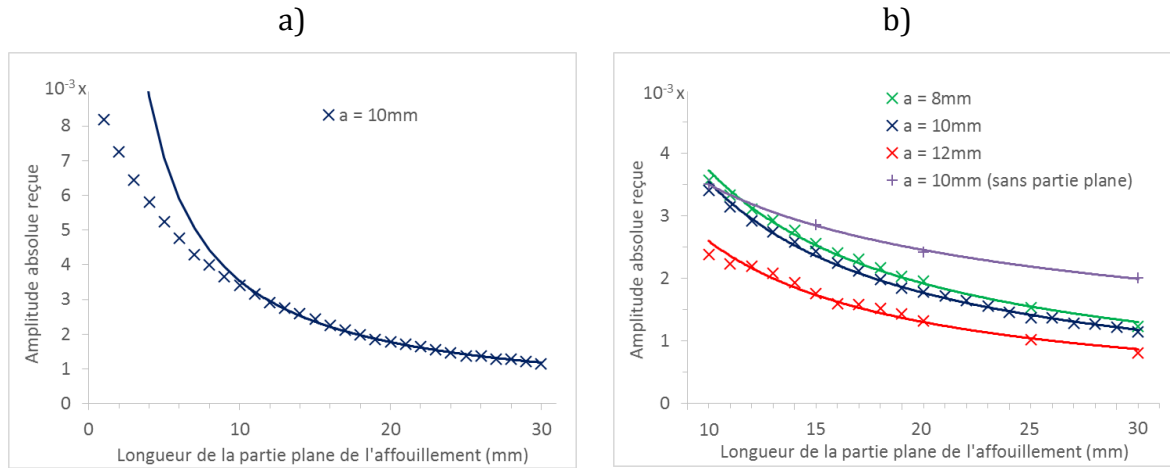 a)
10⁻³ x
8
7
6
5
4
3
2
1
0
0 10 20 30
Amplitude absolue reçue
Longueur de la partie plane de l'affouillement (mm)
a = 10mm
b)
10⁻³ x
4
3
2
1
0
10 15 20 25 30
Amplitude absolue reçue
Longueur de la partie plane de l'affouillement (mm)
a = 8mm
a = 10mm
a = 12mm
a = 10mm (sans partie plane)